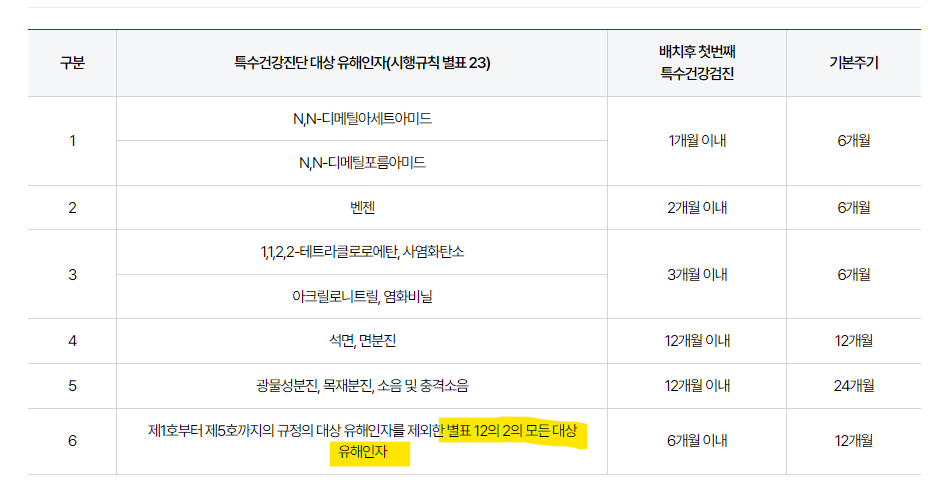 구분
특수건강진단 대상 유해인자(시행규칙 별표 23)
배치후 첫번째
특수건강검진
기본주기
1
N,N-디메틸아세트아미드
N,N-디메틸포름아미드
1개월 이내
6개월
2
벤젠
2개월 이내
6개월
3
1,1,2,2-테트라클로로에탄, 사염화탄소
아크릴로니트릴, 염화비닐
3개월 이내
6개월
4
석면, 면분진
12개월 이내
12개월
5
광물성분진, 목재분진, 소음 및 충격소음
12개월 이내
24개월
6
제1호부터 제5호까지의 규정의 대상 유해인자를 제외한 별표 12의 2의 모든 대상
유해인자
6개월 이내
12개월